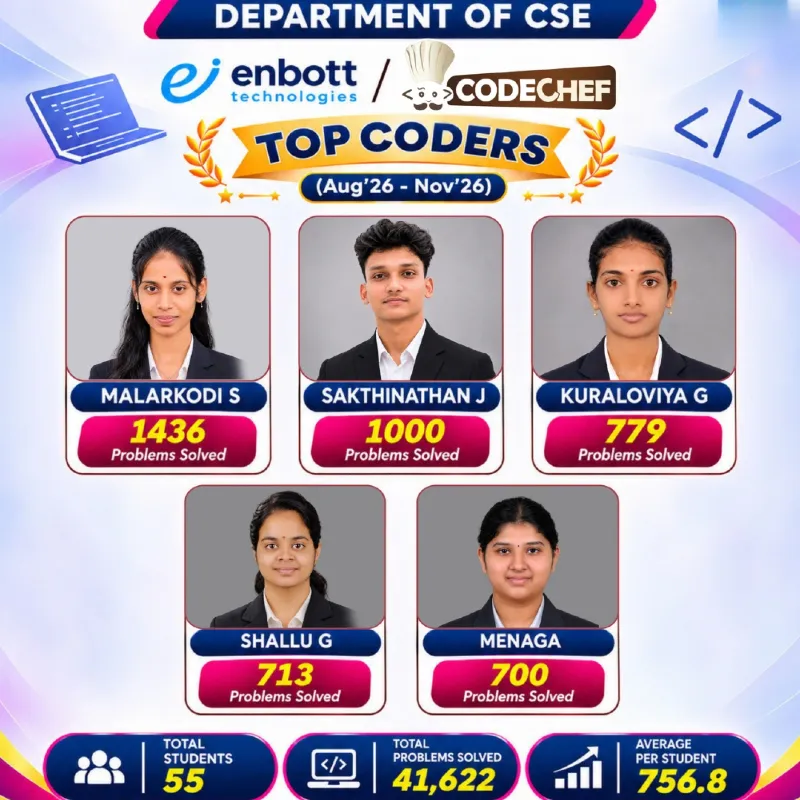 DEPARTMENT OF CSE
enbott
technologies
/
CODECHEF
TOP CODERS
(Aug'26 - Nov'26)
MALARKODI S
1436
Problems Solved
SAKTHINATHAN J
1000
Problems Solved
KURALOVIYA G
779
Problems Solved
SHALLU G
713
Problems Solved
MENAGA
700
Problems Solved
TOTAL
STUDENTS
55
TOTAL
PROBLEMS SOLVED
41,622
AVERAGE
PER STUDENT
756.8